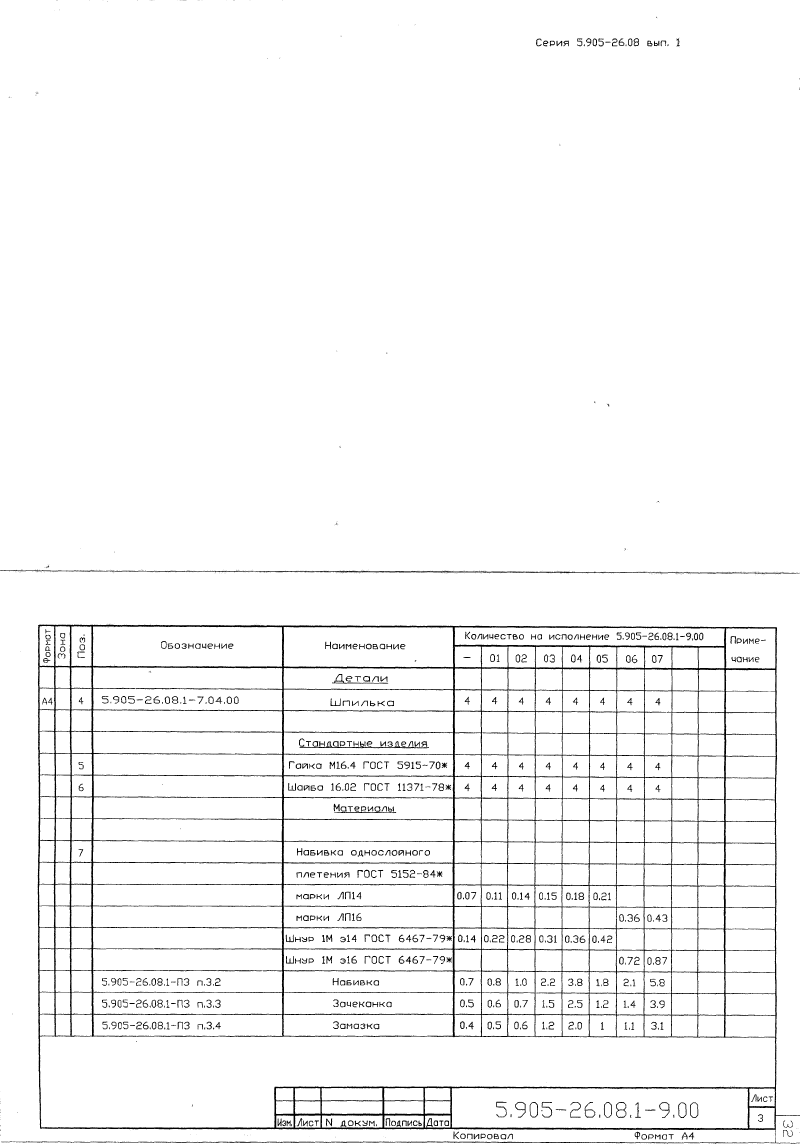 Серия 5.905-26.08 вып. 1
Формат Зона Поз. Обозначение Наименование Количество на исполнение 5.905-26.08.1-9.00 Приме-
чание
- 01 02 03 04 05 06 07
Детали
А4 4 5.905-26.08.1-7.04.00 Шпилька 4 4 4 4 4 4 4 4
Стандартные изделия
5 Гайка М16.4 ГОСТ 5915-70ж 4 4 4 4 4 4 4 4
6 Шайба 16.02 ГОСТ 11371-78ж 4 4 4 4 4 4 4 4
Материалы
7 Набивка однослойного
плетения ГОСТ 5152-84ж
марки ЛП14 0.07 0.11 0.14 0.15 0.18 0.21
марки ЛП16 0.36 0.43
Шнур 1М э14 ГОСТ 6467-79ж 0.14 0.22 0.28 0.31 0.36 0.42
Шнур 1М э16 ГОСТ 6467-79ж 0.72 0.87
5.905-26.08.1-ПЗ п.3.2 Набивка 0.7 0.8 1.0 2.2 3.8 1.8 2.1 5.8
5.905-26.08.1-ПЗ п.3.3 Зачеканка 0.5 0.6 0.7 1.5 2.5 1.2 1.4 3.9
5.905-26.08.1-ПЗ п.3.4 Замазка 0.4 0.5 0.6 1.2 2.0 1 1.1 3.1
Изм. Лист N докум. Подпись Дата
5.905-26.08.1-9.00
Лист
3
32
Копировал Формат А4